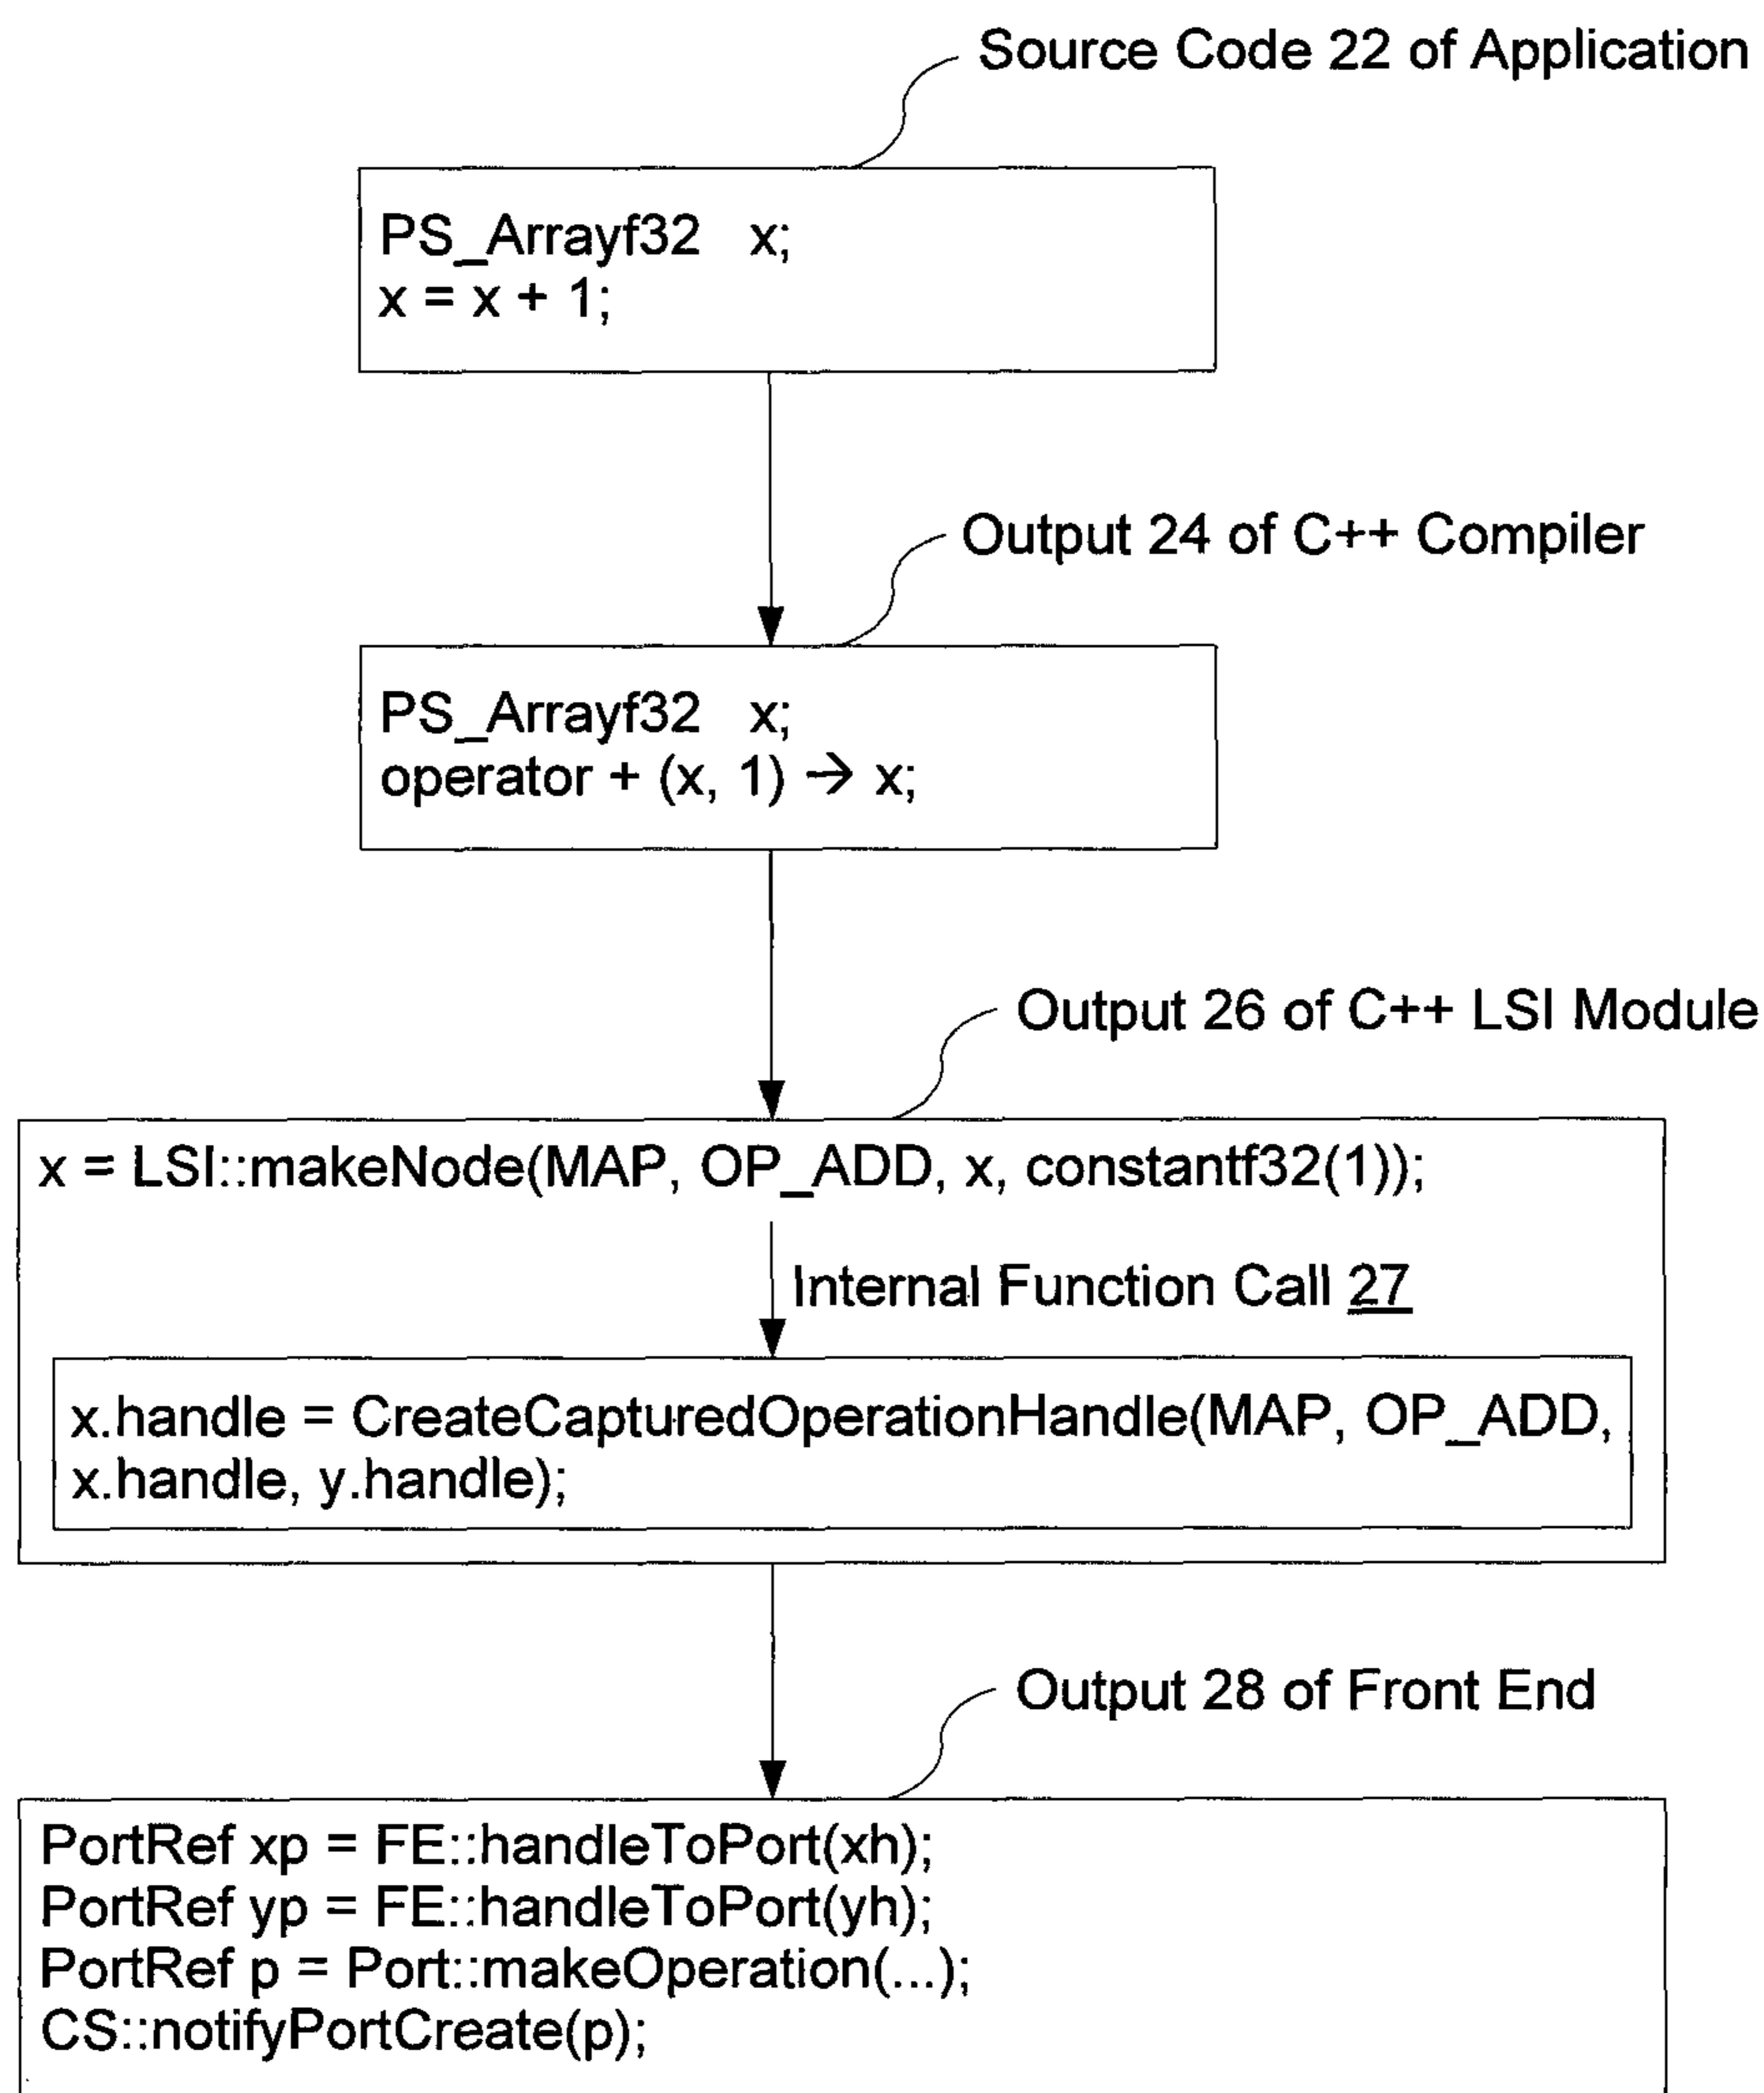 Source Code 22 of Application
PS_Arrayf32 x;
x = x + 1;
Output 24 of C++ Compiler
PS_Arrayf32 x;
operator + (x, 1) → x;
Output 26 of C++ LSI Module
x = LSI::makeNode(MAP, OP_ADD, x, constantf32(1));
Internal Function Call 27
x.handle = CreateCapturedOperationHandle(MAP, OP_ADD,
x.handle, y.handle);
Output 28 of Front End
PortRef xp = FE::handleToPort(xh);
PortRef yp = FE::handleToPort(yh);
PortRef p = Port::makeOperation(...);
CS::notifyPortCreate(p);